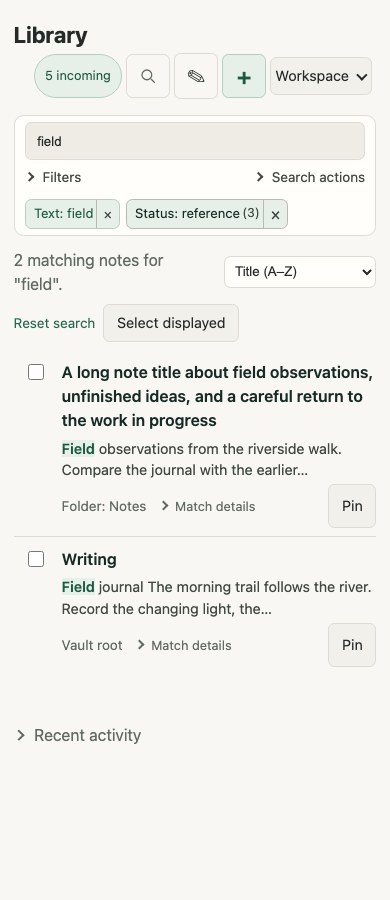 Library
5 incoming
+
Workspace
field
Filters
Search actions
Text: field ×
Status: reference (3) ×
2 matching notes for
"field".
Title (A–Z)
Reset search
Select displayed
A long note title about field observations,
unfinished ideas, and a careful return to
the work in progress
Field observations from the riverside walk.
Compare the journal with the earlier...
Folder: Notes
Match details
Pin
Writing
Field journal The morning trail follows the river.
Record the changing light, the...
Vault root
Match details
Pin
Recent activity